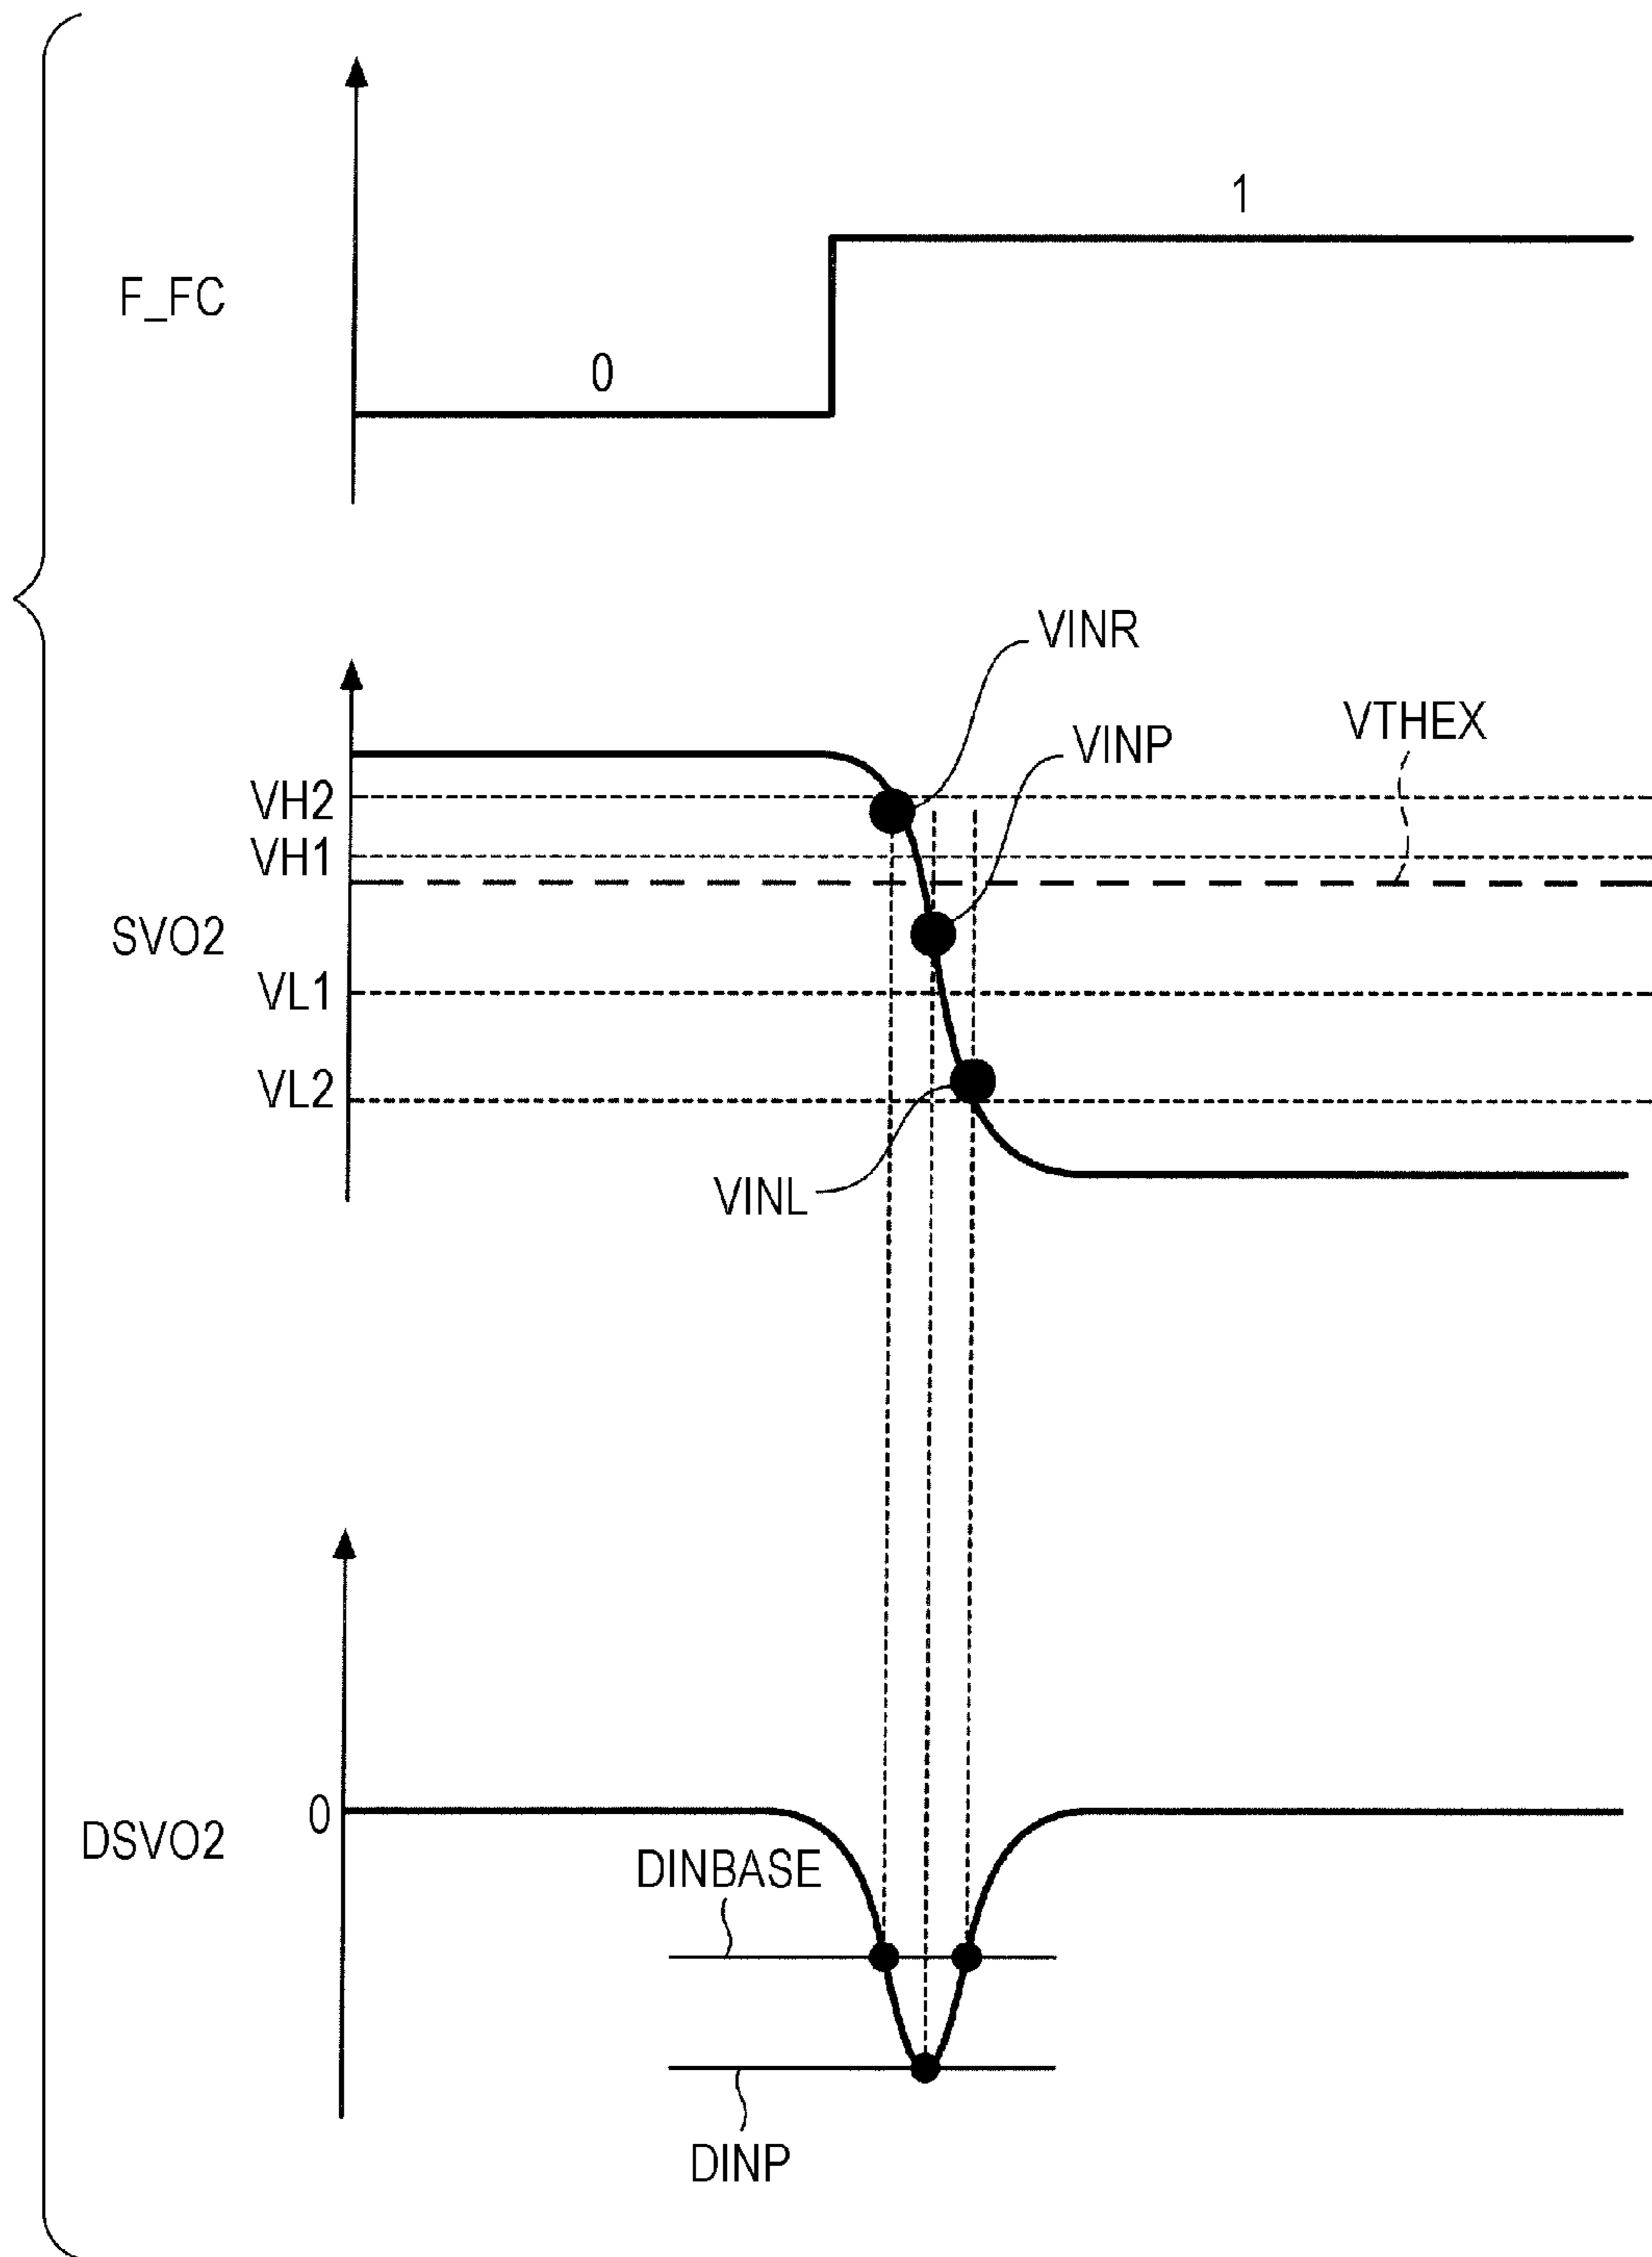 1
F_FC
0
VINR
VTHEX
VINP
VH2
VH1
SVO2
VL1
VL2
VINL
0
DSVO2
DINBASE
DINP